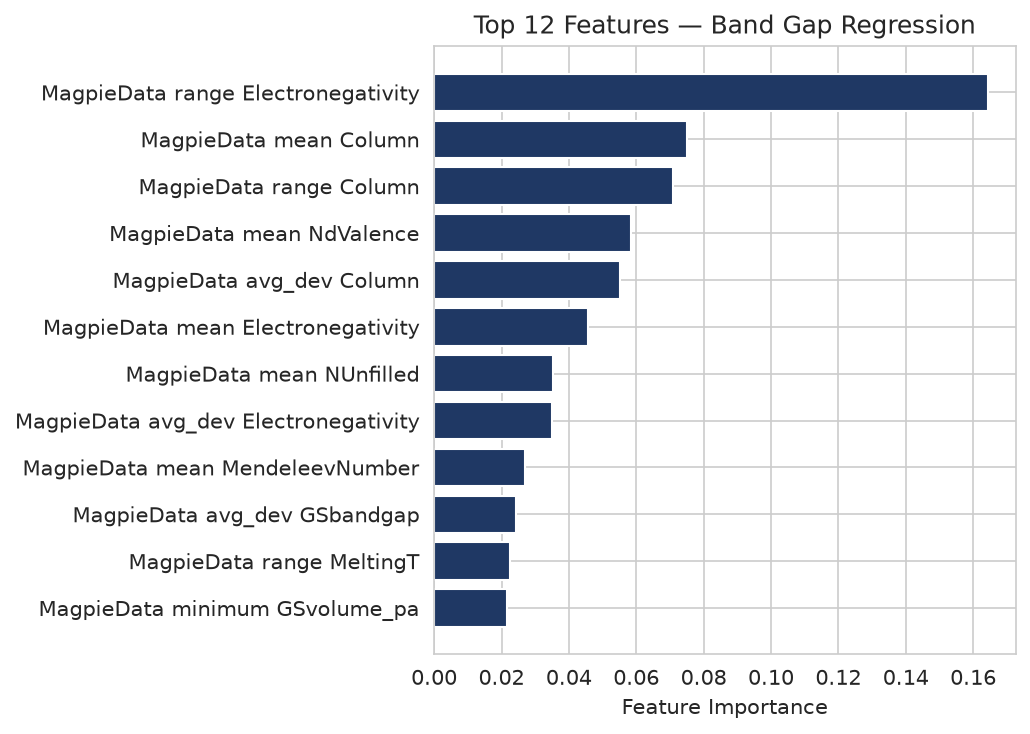 Top 12 Features — Band Gap Regression
MagpieData range Electronegativity
MagpieData mean Column
MagpieData range Column
MagpieData mean NdValence
MagpieData avg_dev Column
MagpieData mean Electronegativity
MagpieData mean NUnfilled
MagpieData avg_dev Electronegativity
MagpieData mean MendeleevNumber
MagpieData avg_dev GSbandgap
MagpieData range MeltingT
MagpieData minimum GSvolume_pa
0.00 0.02 0.04 0.06 0.08 0.10 0.12 0.14 0.16
Feature Importance